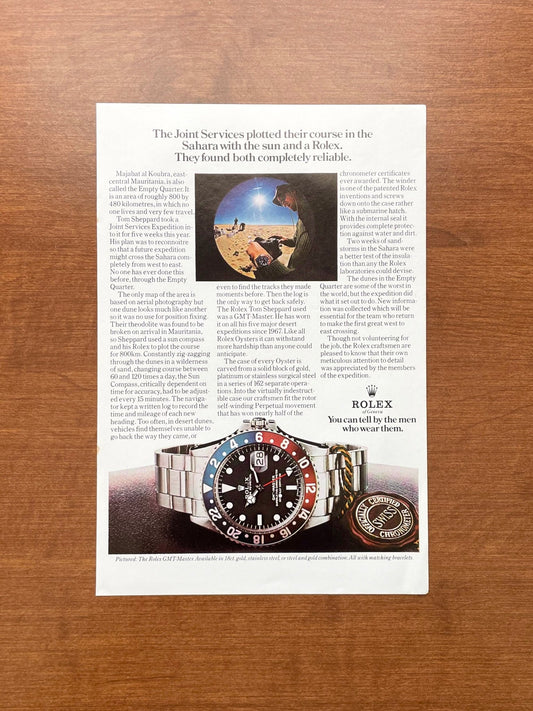 The Joint Services plotted their course in the
Sahara with the sun and a Rolex.
They found both completely reliable.
Majabat al Koubra, east-
central Mauritania, is also
called the Empty Quarter. It
is an area of roughly 800 by
480 kilometres, in which no
one lives and very few travel.
Tom Sheppard took a
Joint Services Expedition in-
to it for five weeks this year.
His plan was to reconnoitre
so that a future expedition
might cross the Sahara com-
pletely from west to east.
No one has ever done this
before, through the Empty
Quarter.
The only map of the area is
based on aerial photography but
one dune looks much like another
so it was no use for position fixing.
Their theodolite was found to be
broken on arrival in Mauritania,
so Sheppard used a sun compass
and his Rolex to plot the course
for 800km. Constantly zig-zagging
through the dunes in a wilderness
of sand, changing course between
60 and 120 times a day, the Sun
Compass, critically dependent on
time for accuracy, had to be adjust-
ed every 15 minutes. The naviga-
tor kept a written log to record the
time and mileage of each new
heading. Too often, in desert dunes,
vehicles find themselves unable to
go back the way they came, or
even to find the tracks they made
moments before. Then the log is
the only way to get back safely.
The Rolex Tom Sheppard used
was a GMT-Master. He has worn
it on all his five major desert
expeditions since 1967. Like all
Rolex Oysters it can withstand
more hardship than anyone could
anticipate.
The case of every Oyster is
carved from a solid block of gold,
platinum or stainless surgical steel
in a series of 162 separate opera-
tions. Into the virtually indestruct-
ible case our craftsmen fit the rotor
self-winding Perpetual movement
that has won nearly half of the
chronometer certificates
ever awarded. The winder
is one of the patented Rolex
inventions and screws
down onto the case rather
like a submarine hatch.
With the internal seal it
provides complete protec-
tion against water and dirt.
Two weeks of sand-
storms in the Sahara were
a better test of the insula-
tion than any the Rolex
laboratories could devise.
The dunes in the Empty
Quarter are some of the worst in
the world, but the expedition did
what it set out to do. New informa-
tion was collected which will be
essential for the team who return
to make the first great west to
east crossing.
Though not volunteering for
the job, the Rolex craftsmen are
pleased to know that their own
meticulous attention to detail
was appreciated by the members
of the expedition.
ROLEX
of Geneva
You can tell by the men
who wear them.
24
2
4
6
8
10
12
14
16
18
20
22
28
ROLEX
GMT-MASTER
OFFICIALLY CERTIFIED
SWISS
CHRONOMETER
Pictured: The Rolex GMT-Master. Available in 18ct. gold, stainless steel, or steel and gold combination. All with matching bracelets.